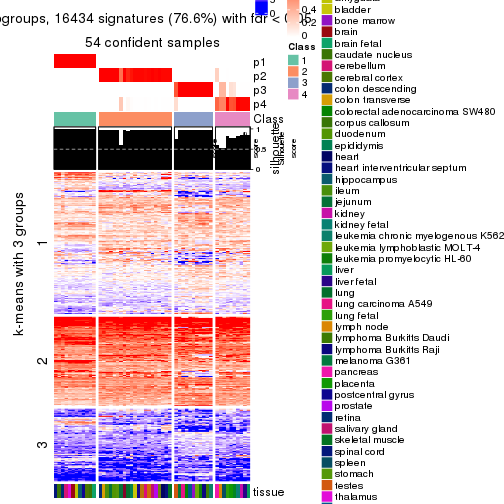 groups, 16434 signatures (76.6%) with fdr < 0.05
54 confident samples
p1
p2
p3
p4
Class
1
0.5
0
silhouette
score
k-means with 3 groups
1
2
3
tissue
0
0.4
0.2
0
Class
1
2
3
4
bladder
bone marrow
brain
brain fetal
caudate nucleus
cerebellum
cerebral cortex
colon descending
colon transverse
colorectal adenocarcinoma SW480
corpus callosum
duodenum
epididymis
heart
heart interventricular septum
hippocampus
ileum
jejunum
kidney
kidney fetal
leukemia chronic myelogenous K562
leukemia lymphoblastic MOLT-4
leukemia promyelocytic HL-60
liver
liver fetal
lung
lung carcinoma A549
lung fetal
lymph node
lymphoma Burkitts Daudi
lymphoma Burkitts Raji
melanoma G361
pancreas
placenta
postcentral gyrus
prostate
retina
salivary gland
skeletal muscle
spinal cord
spleen
stomach
testes
thalamus